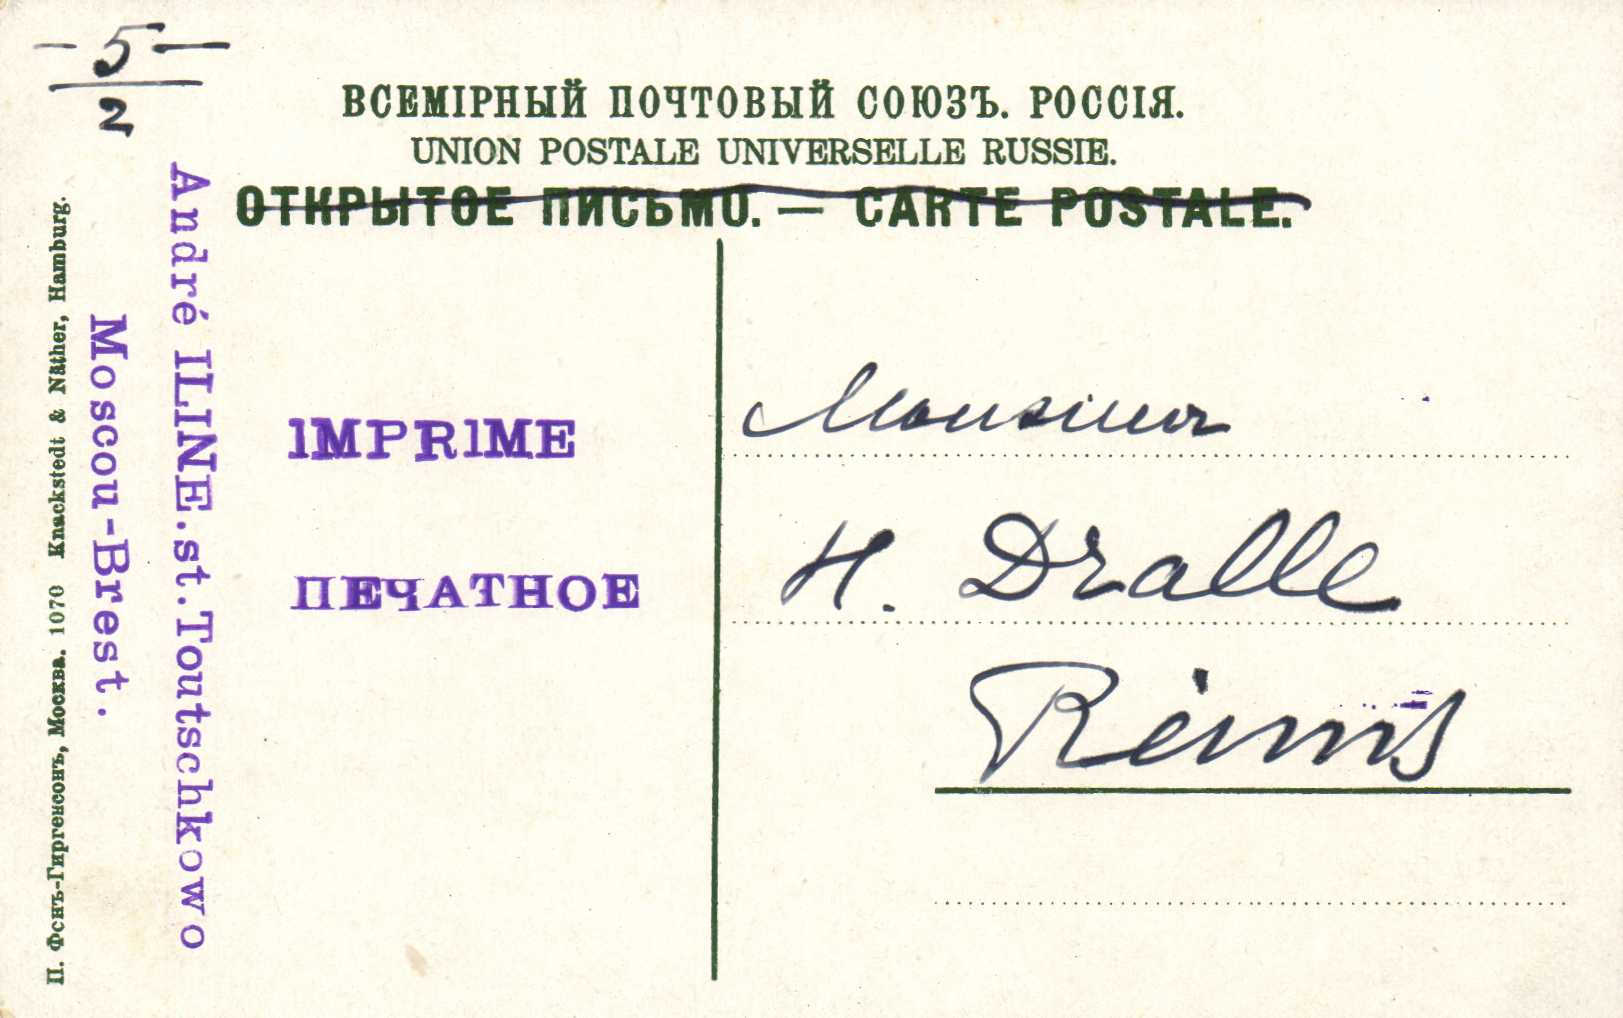 -5-
2
ВСЕМІРНЫЙ ПОЧТОВЫЙ СОЮЗЪ. РОССІЯ.
UNION POSTALE UNIVERSELLE RUSSIE.
ОТКРЫТОЕ ПИСЬМО. — CARTE POSTALE.
André ILINE.st.Toutschkowo
Moscou-Brest.
П. Фонъ-Гиргенсонъ, Москва. 1070 Knackstedt & Näther, Hamburg.
IMPRIME
ПЕЧАТНОЕ
Monsieur
H. Dralle
Reims